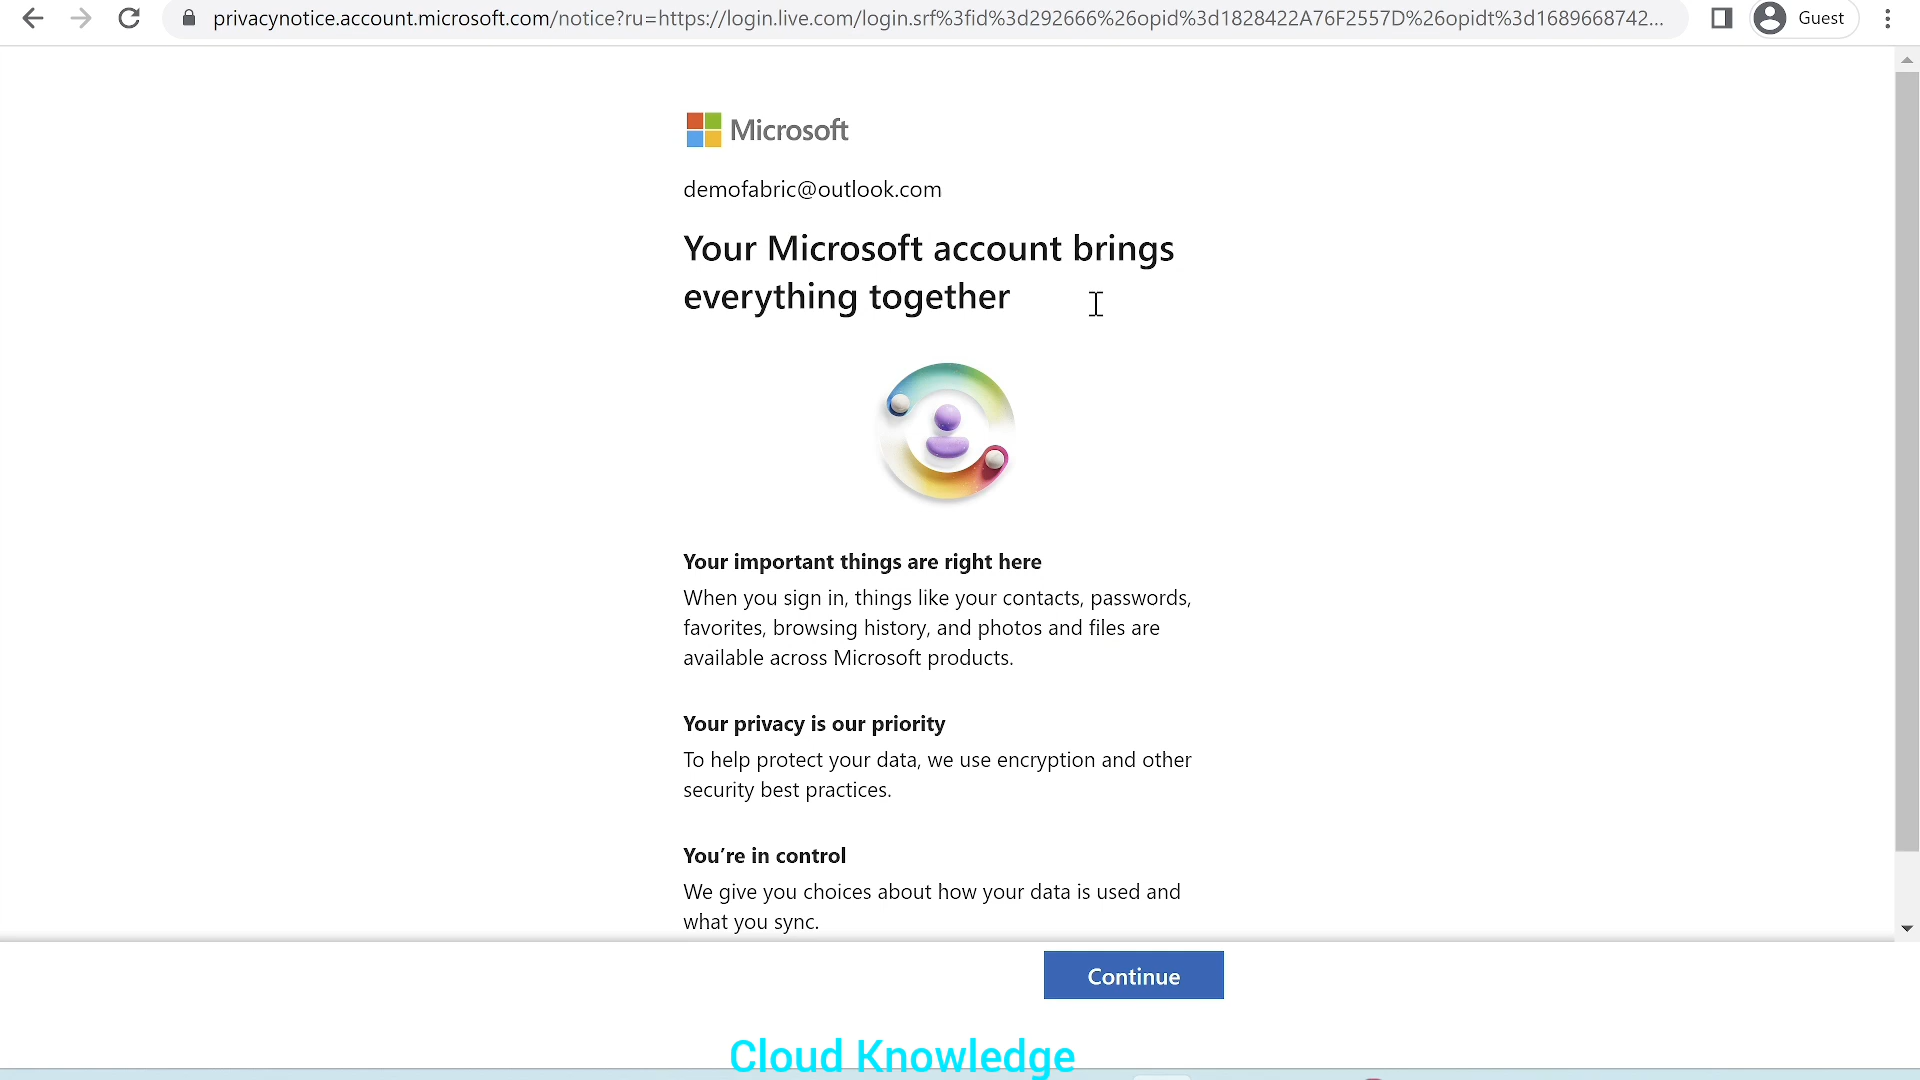 privacynotice.account.microsoft.com/notice?ru=https://login.live.com/login.srf%3fid%3d292666%26opid%3d1828422A76F2557D%26opidt%3d1689668742...
Guest
Microsoft
demofabric@outlook.com
Your Microsoft account brings
everything together
Your important things are right here
When you sign in, things like your contacts, passwords,
favorites, browsing history, and photos and files are
available across Microsoft products.
Your privacy is our priority
To help protect your data, we use encryption and other
security best practices.
You’re in control
We give you choices about how your data is used and
what you sync.
Continue
Cloud Knowledge